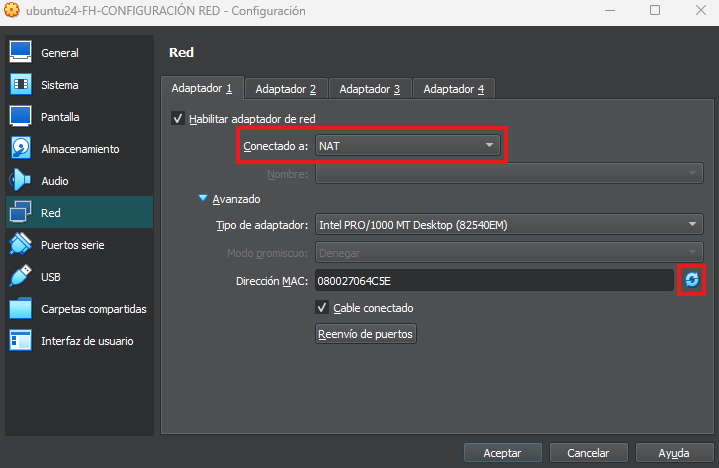 ubuntu24-FH-CONFIGURACIÓN RED - Configuración
General
Sistema
Pantalla
Almacenamiento
Audio
Red
Puertos serie
USB
Carpetas compartidas
Interfaz de usuario
Red
Adaptador 1 Adaptador 2 Adaptador 3 Adaptador 4
Habilitar adaptador de red
Conectado a: NAT
Nombre:
Avanzado
Tipo de adaptador: Intel PRO/1000 MT Desktop (82540EM)
Modo promiscuo: Denegar
Dirección MAC: 080027064C5E
Cable conectado
Reenvío de puertos
Aceptar Cancelar Ayuda